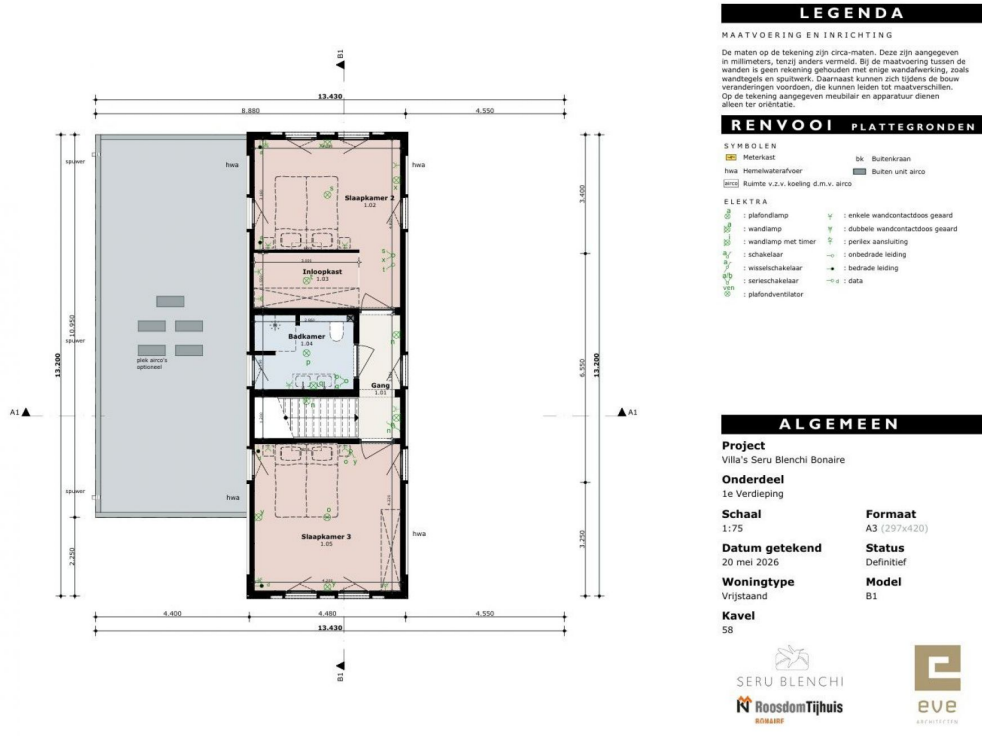 B1
13.430
8.880
4.550
spuwer
hwa
hwa
Slaapkamer 2
1.02
3.400
Inloopkast
1.03
10.950
spuwer
13.200
Badkamer
1.04
piek airco's
optioneel
Gang
1.01
6.550
13.200
A1
A1
spuwer
hwa
hwa
Slaapkamer 3
1.05
2.250
3.250
4.400
4.480
4.550
13.430
B1
LEGENDA
MAATVOERING EN INRICHTING
De maten op de tekening zijn circa-maten. Deze zijn aangegeven
in millimeters, tenzij anders vermeld. Bij de maatvoering tussen de
wanden is geen rekening gehouden met enige wandafwerking, zoals
wandtegels en spuitwerk. Daarnaast kunnen zich tijdens de bouw
veranderingen voordoen, die kunnen leiden tot maatverschillen.
Op de tekening aangegeven meubilair en apparatuur dienen
alleen ter oriëntatie.
RENVOOI PLATTEGRONDEN
SYMBOLEN
Meterkast
bk Buitenkraan
hwa Hemelwaterafvoer
Buiten unit airco
airco Ruimte v.z.v. koeling d.m.v. airco
ELEKTRA
: plafondlamp
: enkele wandcontactdoos geaard
: wandlamp
: dubbele wandcontactdoos geaard
: wandlamp met timer
: perilex aansluiting
: schakelaar
: onbedrade leiding
: wisselschakelaar
: bedrade leiding
: serieschakelaar
: data
: plafondventilator
ALGEMEEN
Project
Villa's Seru Blenchi Bonaire
Onderdeel
1e Verdieping
Schaal
1:75
Formaat
A3 (297x420)
Datum getekend
20 mei 2026
Status
Definitief
Woningtype
Vrijstaand
Model
B1
Kavel
58
SERU BLENCHI
RoosdomTijhuis
BONAIRE
eve
ARCHITECTEN